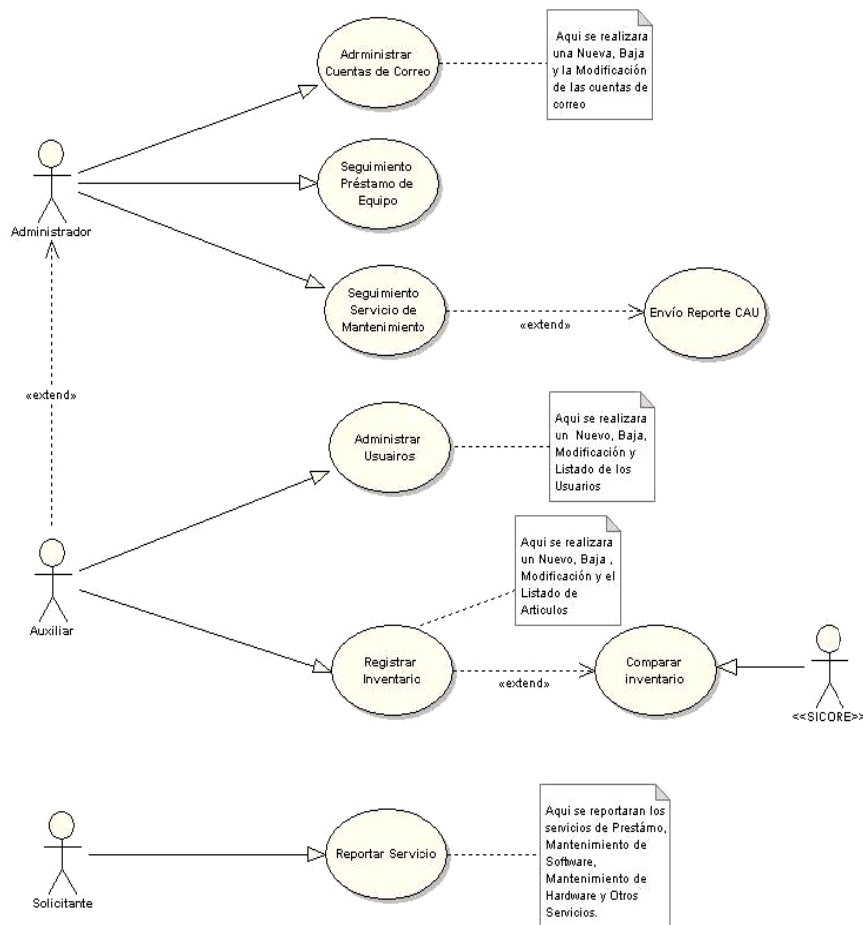 Adrministrar
Cuentas de Correo
Aqui se realizara
una Nueva, Baja
y la Modificación
de las cuentas de
correo
Seguimiento
Préstamo de
Equipo
Administrador
Seguimiento
Servicio de
Mantenimiento
«extend»
Envío Reporte CAU
«extend»
Administrar
Usuairos
Aqui se realizara
un Nuevo, Baja,
Modificación y
Listado de los
Usuarios
Aqui se realizara
un Nuevo, Baja ,
Modificación y el
Listado de
Articulos
Auxiliar
Registrar
Inventario
«extend»
Comparar
inventario
<<SICORE>>
Aqui se reportaran los
servicios de Prestámo,
Mantenimiento de
Software,
Mantenimiento de
Hardware y Otros
Servicios.
Reportar Servicio
Solicitante